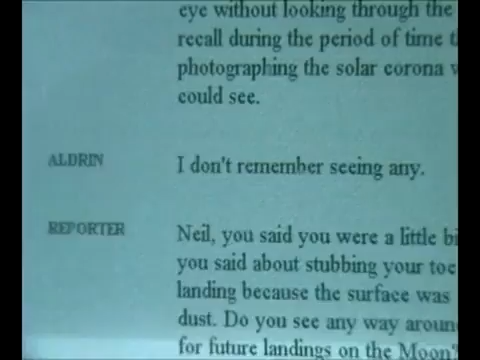 eye without looking through the
recall during the period of time
photographing the solar corona
could see.
ALDRIN I don't remember seeing any.
REPORTER Neil, you said you were a little
you said about stubbing your toe
landing because the surface was
dust. Do you see any way
for future landings on the Moon?